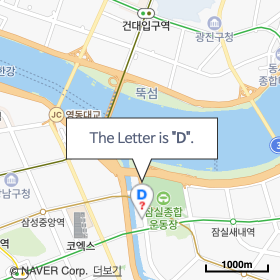 건대입구역
광진구청
뚝섬
동
종합
한강
JC 영동대교
3
The Letter is "D".
남구청
D
?
삼성중앙역
잠실종합
운동장
잠실새내역
코엑스
역
1000m
© NAVER Corp. 더보기